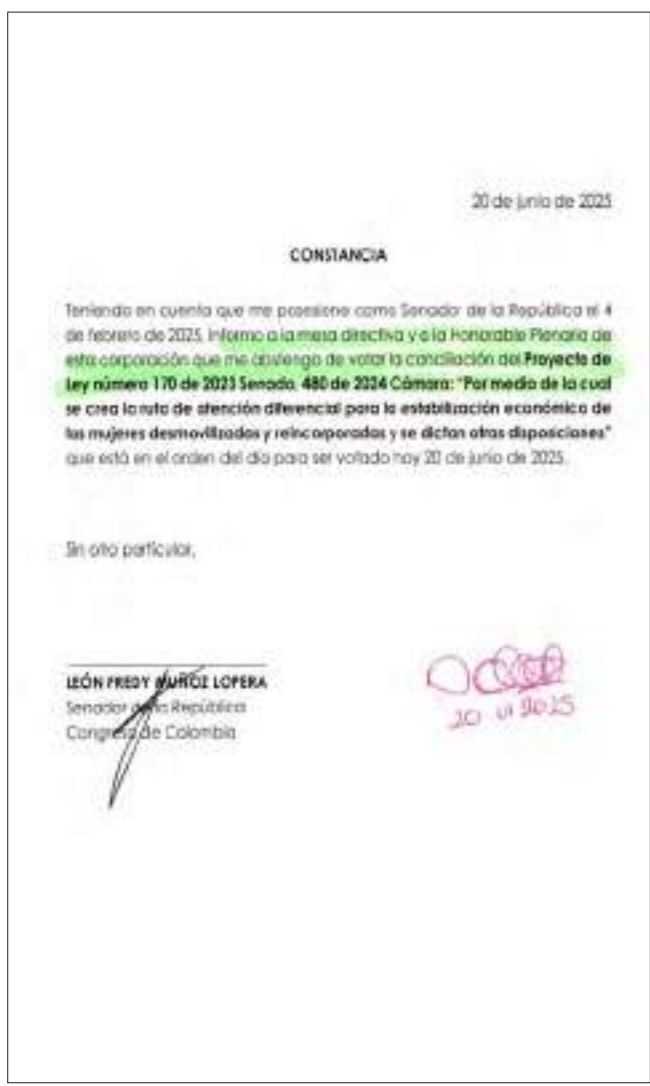 20 de junio de 2025
CONSTANCIA
Teniendo en cuenta que me posesione como Senador de la República el 4
de febrero de 2025, informo a la mesa directiva y a la Honorable Plenaria de
esta corporación que me abstengo de votar la conciliación del Proyecto de
Ley número 170 de 2023 Senado, 480 de 2024 Cámara: "Por medio de la cual
se crea la ruta de atención diferencial para la estabilización económica de
las mujeres desmovilizadas y reincorporadas y se dictan otras disposiciones"
que está en el orden del día para ser votado hoy 20 de junio de 2025.
Sin otro particular,
LEÓN FREDY MUÑOZ LOPERA
Senador de la República
Congreso de Colombia
20 VI 2025